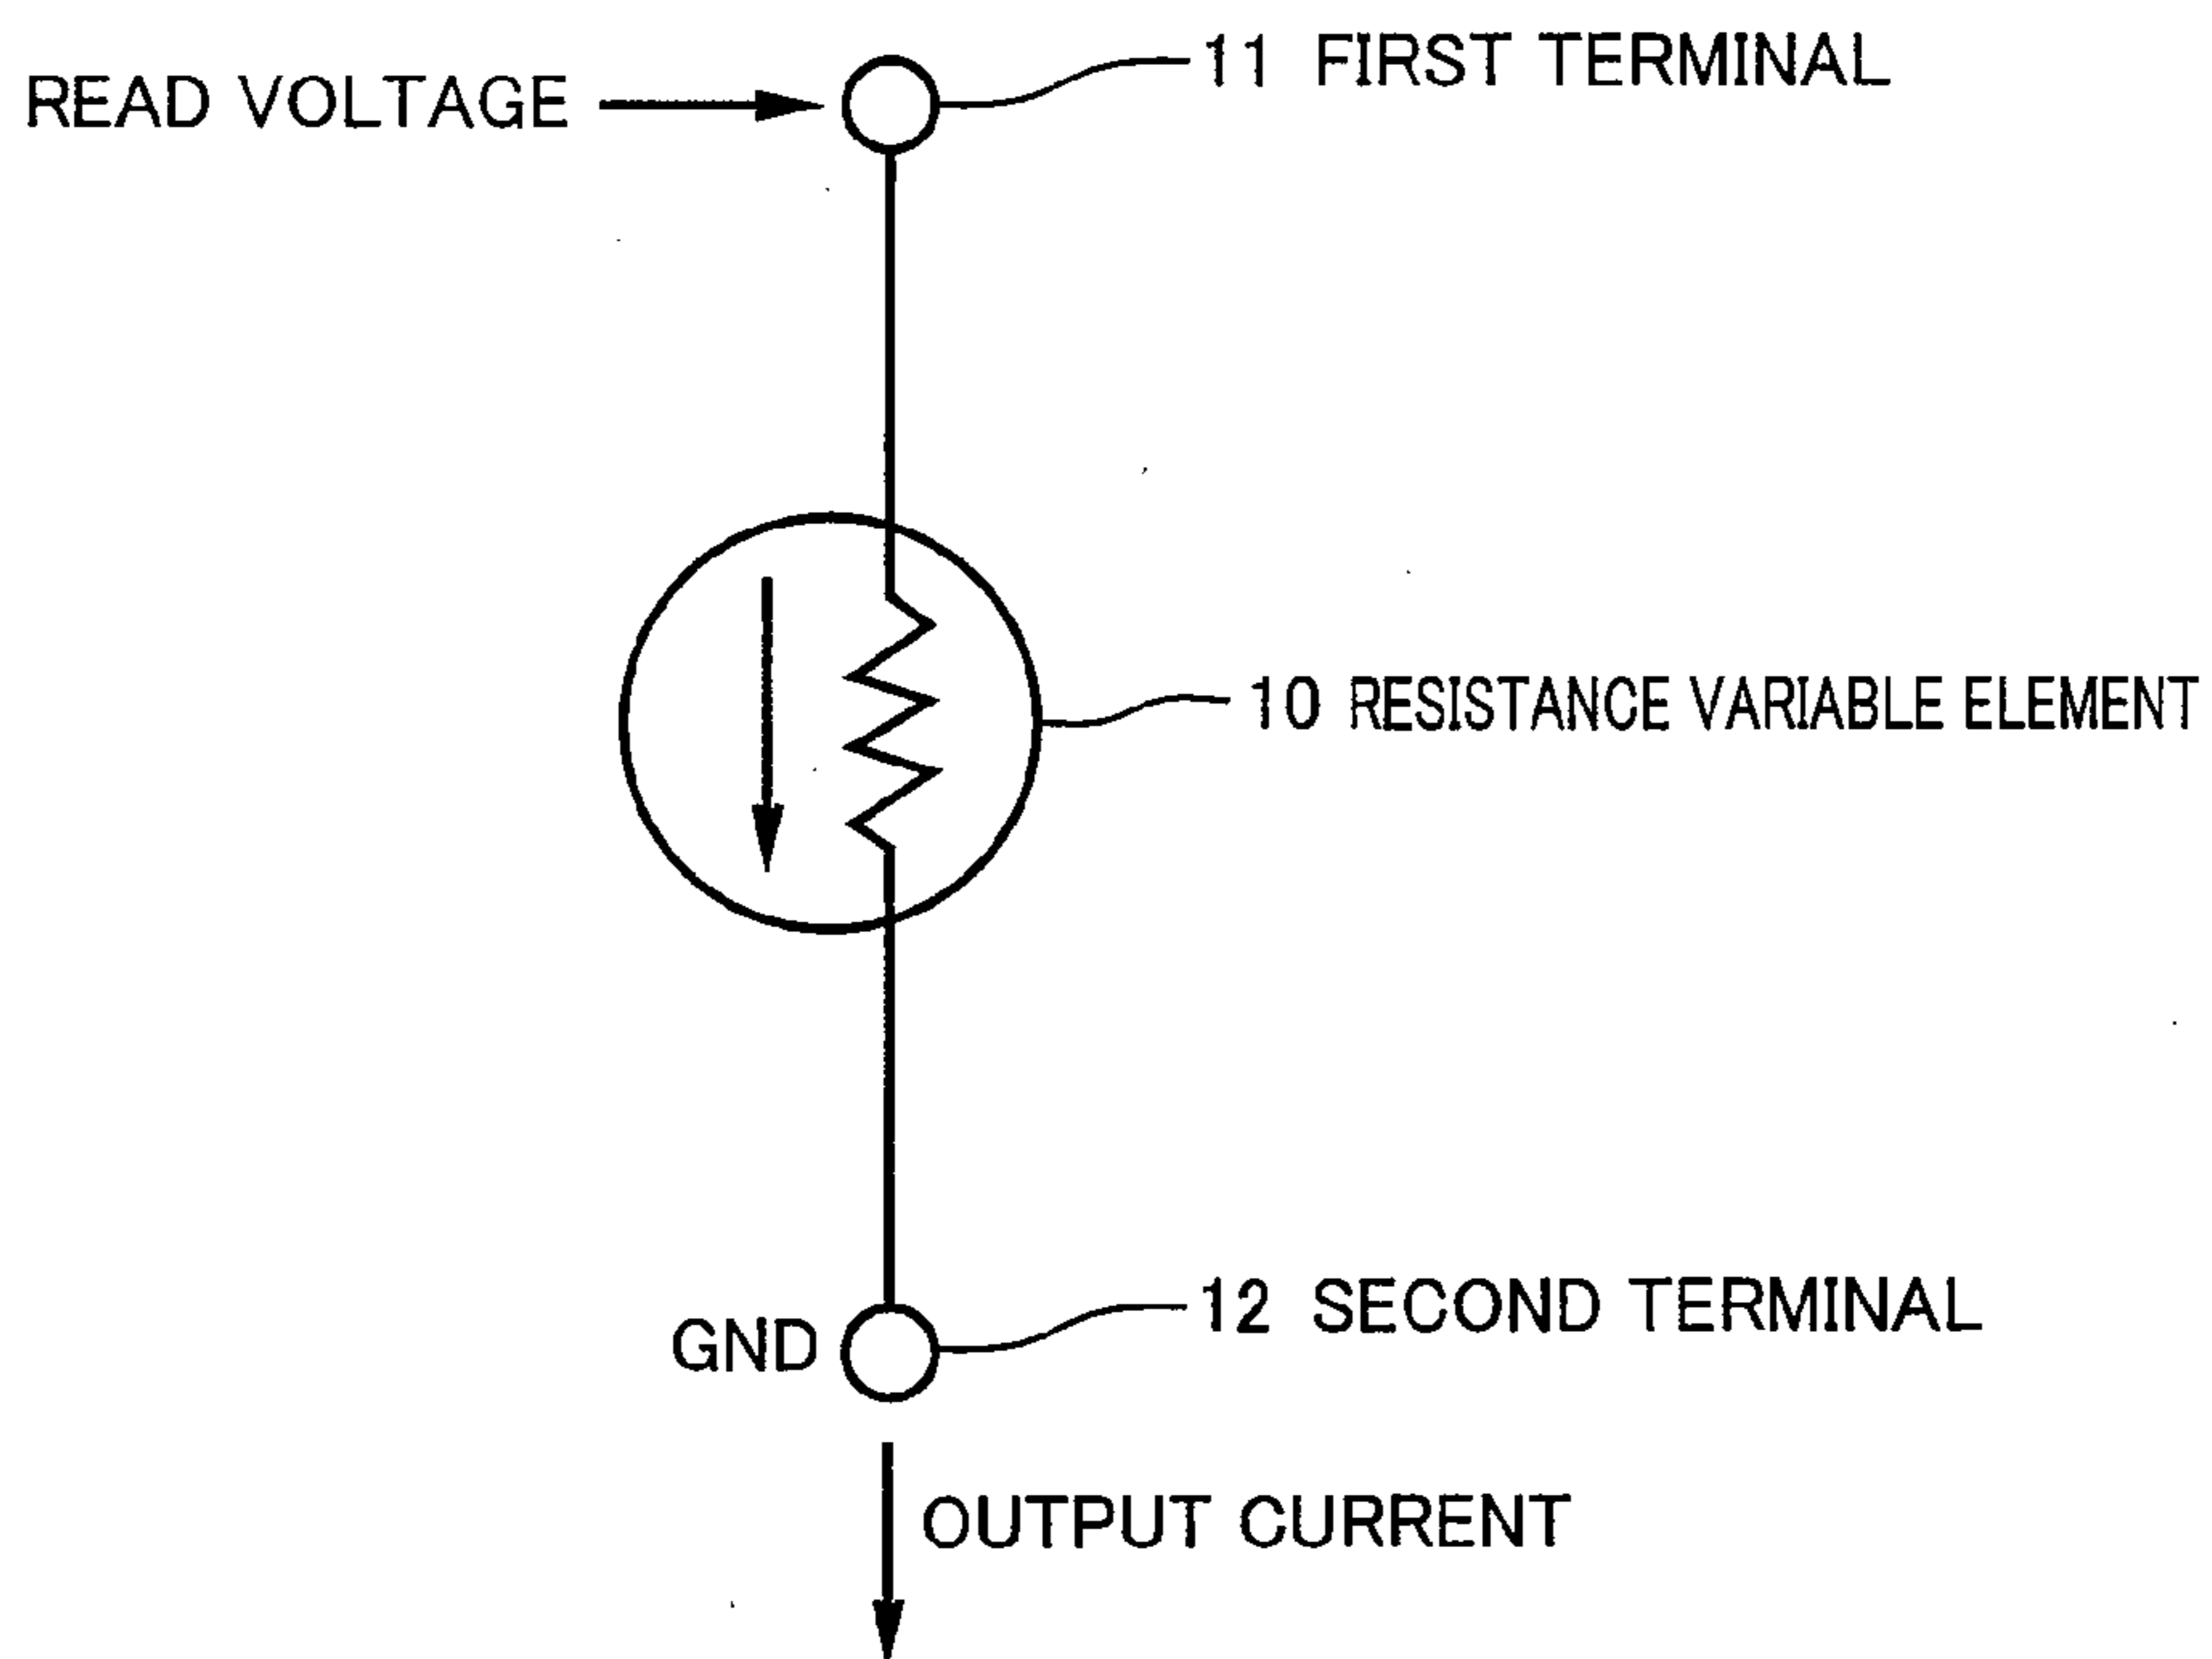 READ VOLTAGE
11 FIRST TERMINAL
10 RESISTANCE VARIABLE ELEMENT
GND
12 SECOND TERMINAL
OUTPUT CURRENT